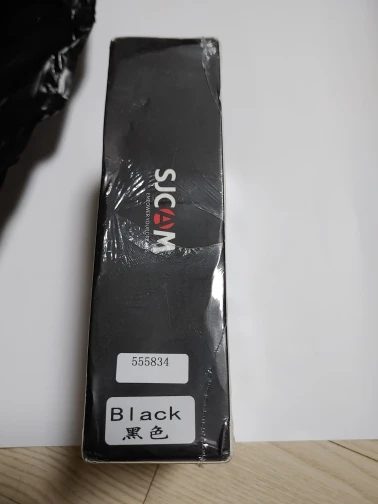 SJCAM
555834
Black
黑色